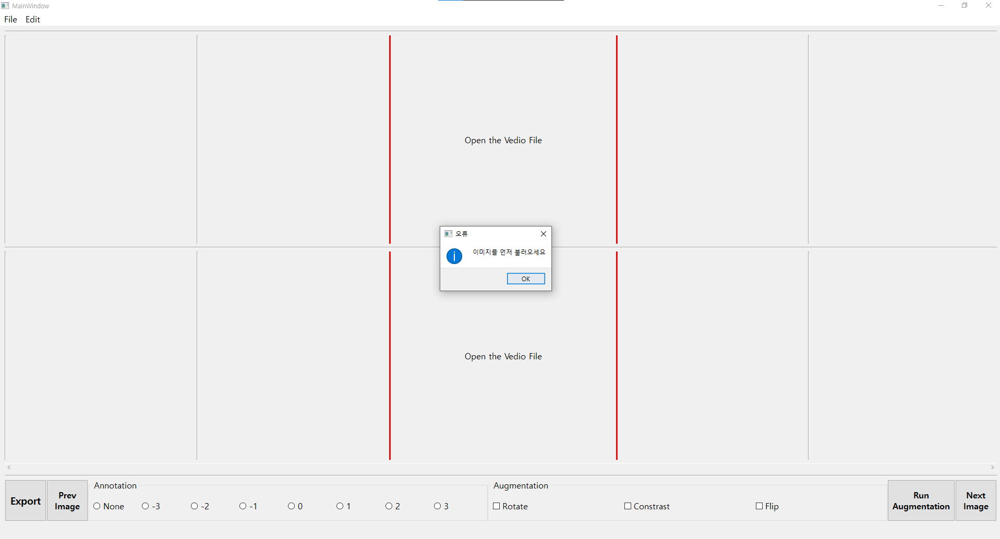 MainWindow
File Edit
Open the Vedio File
오류
이미지를 먼저 불러오세요
OK
Open the Vedio File
Export
Prev
Image
Annotation
None -3 -2 -1 0 1 2 3
Augmentation
Rotate Constrast Flip
Run
Augmentation
Next
Image